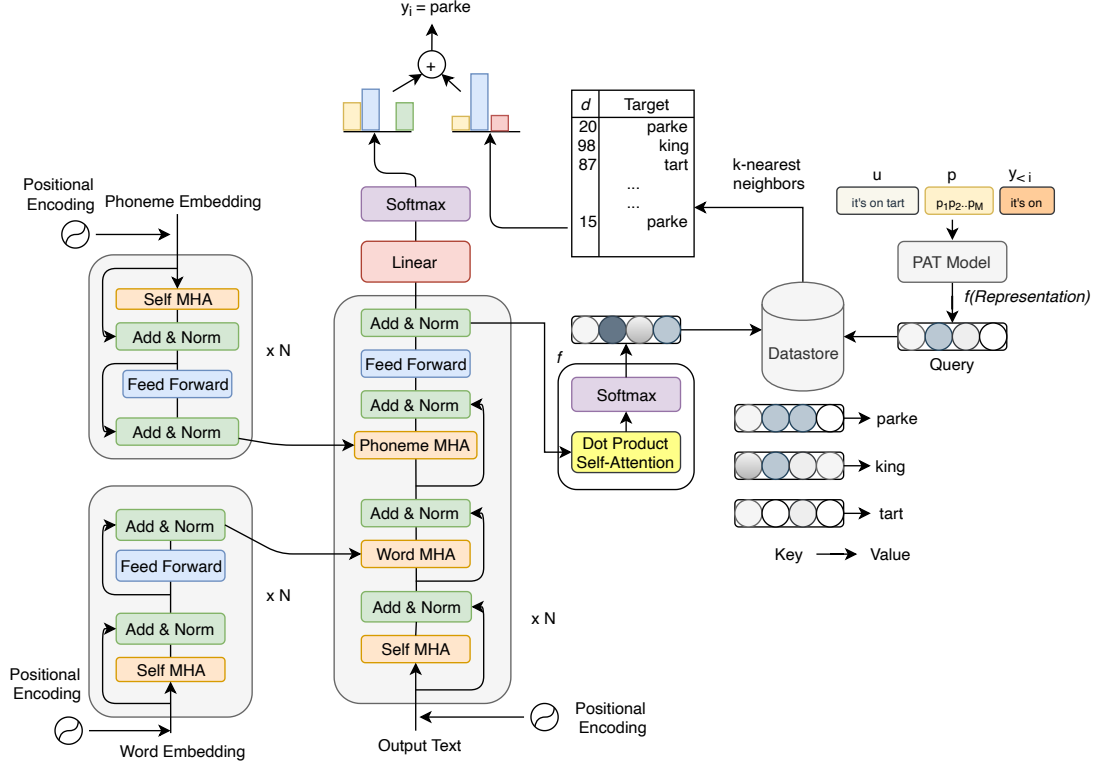 yᵢ = parke
+
d Target
20 parke
98 king
87 tart
...
...
15 parke
k-nearest
neighbors
u p y< i
it's on tart p₁p₂..p_M it's on
PAT Model
f(Representation)
Query
Datastore
Positional
Encoding
Phoneme Embedding
Self MHA
Add & Norm
Feed Forward
Add & Norm
x N
Softmax
Linear
Add & Norm
Feed Forward
Add & Norm
Phoneme MHA
Add & Norm
Word MHA
Add & Norm
Self MHA
x N
f
Softmax
Dot Product
Self-Attention
parke
king
tart
Key Value
Add & Norm
Feed Forward
x N
Add & Norm
Self MHA
Positional
Encoding
Word Embedding
Output Text
Positional
Encoding